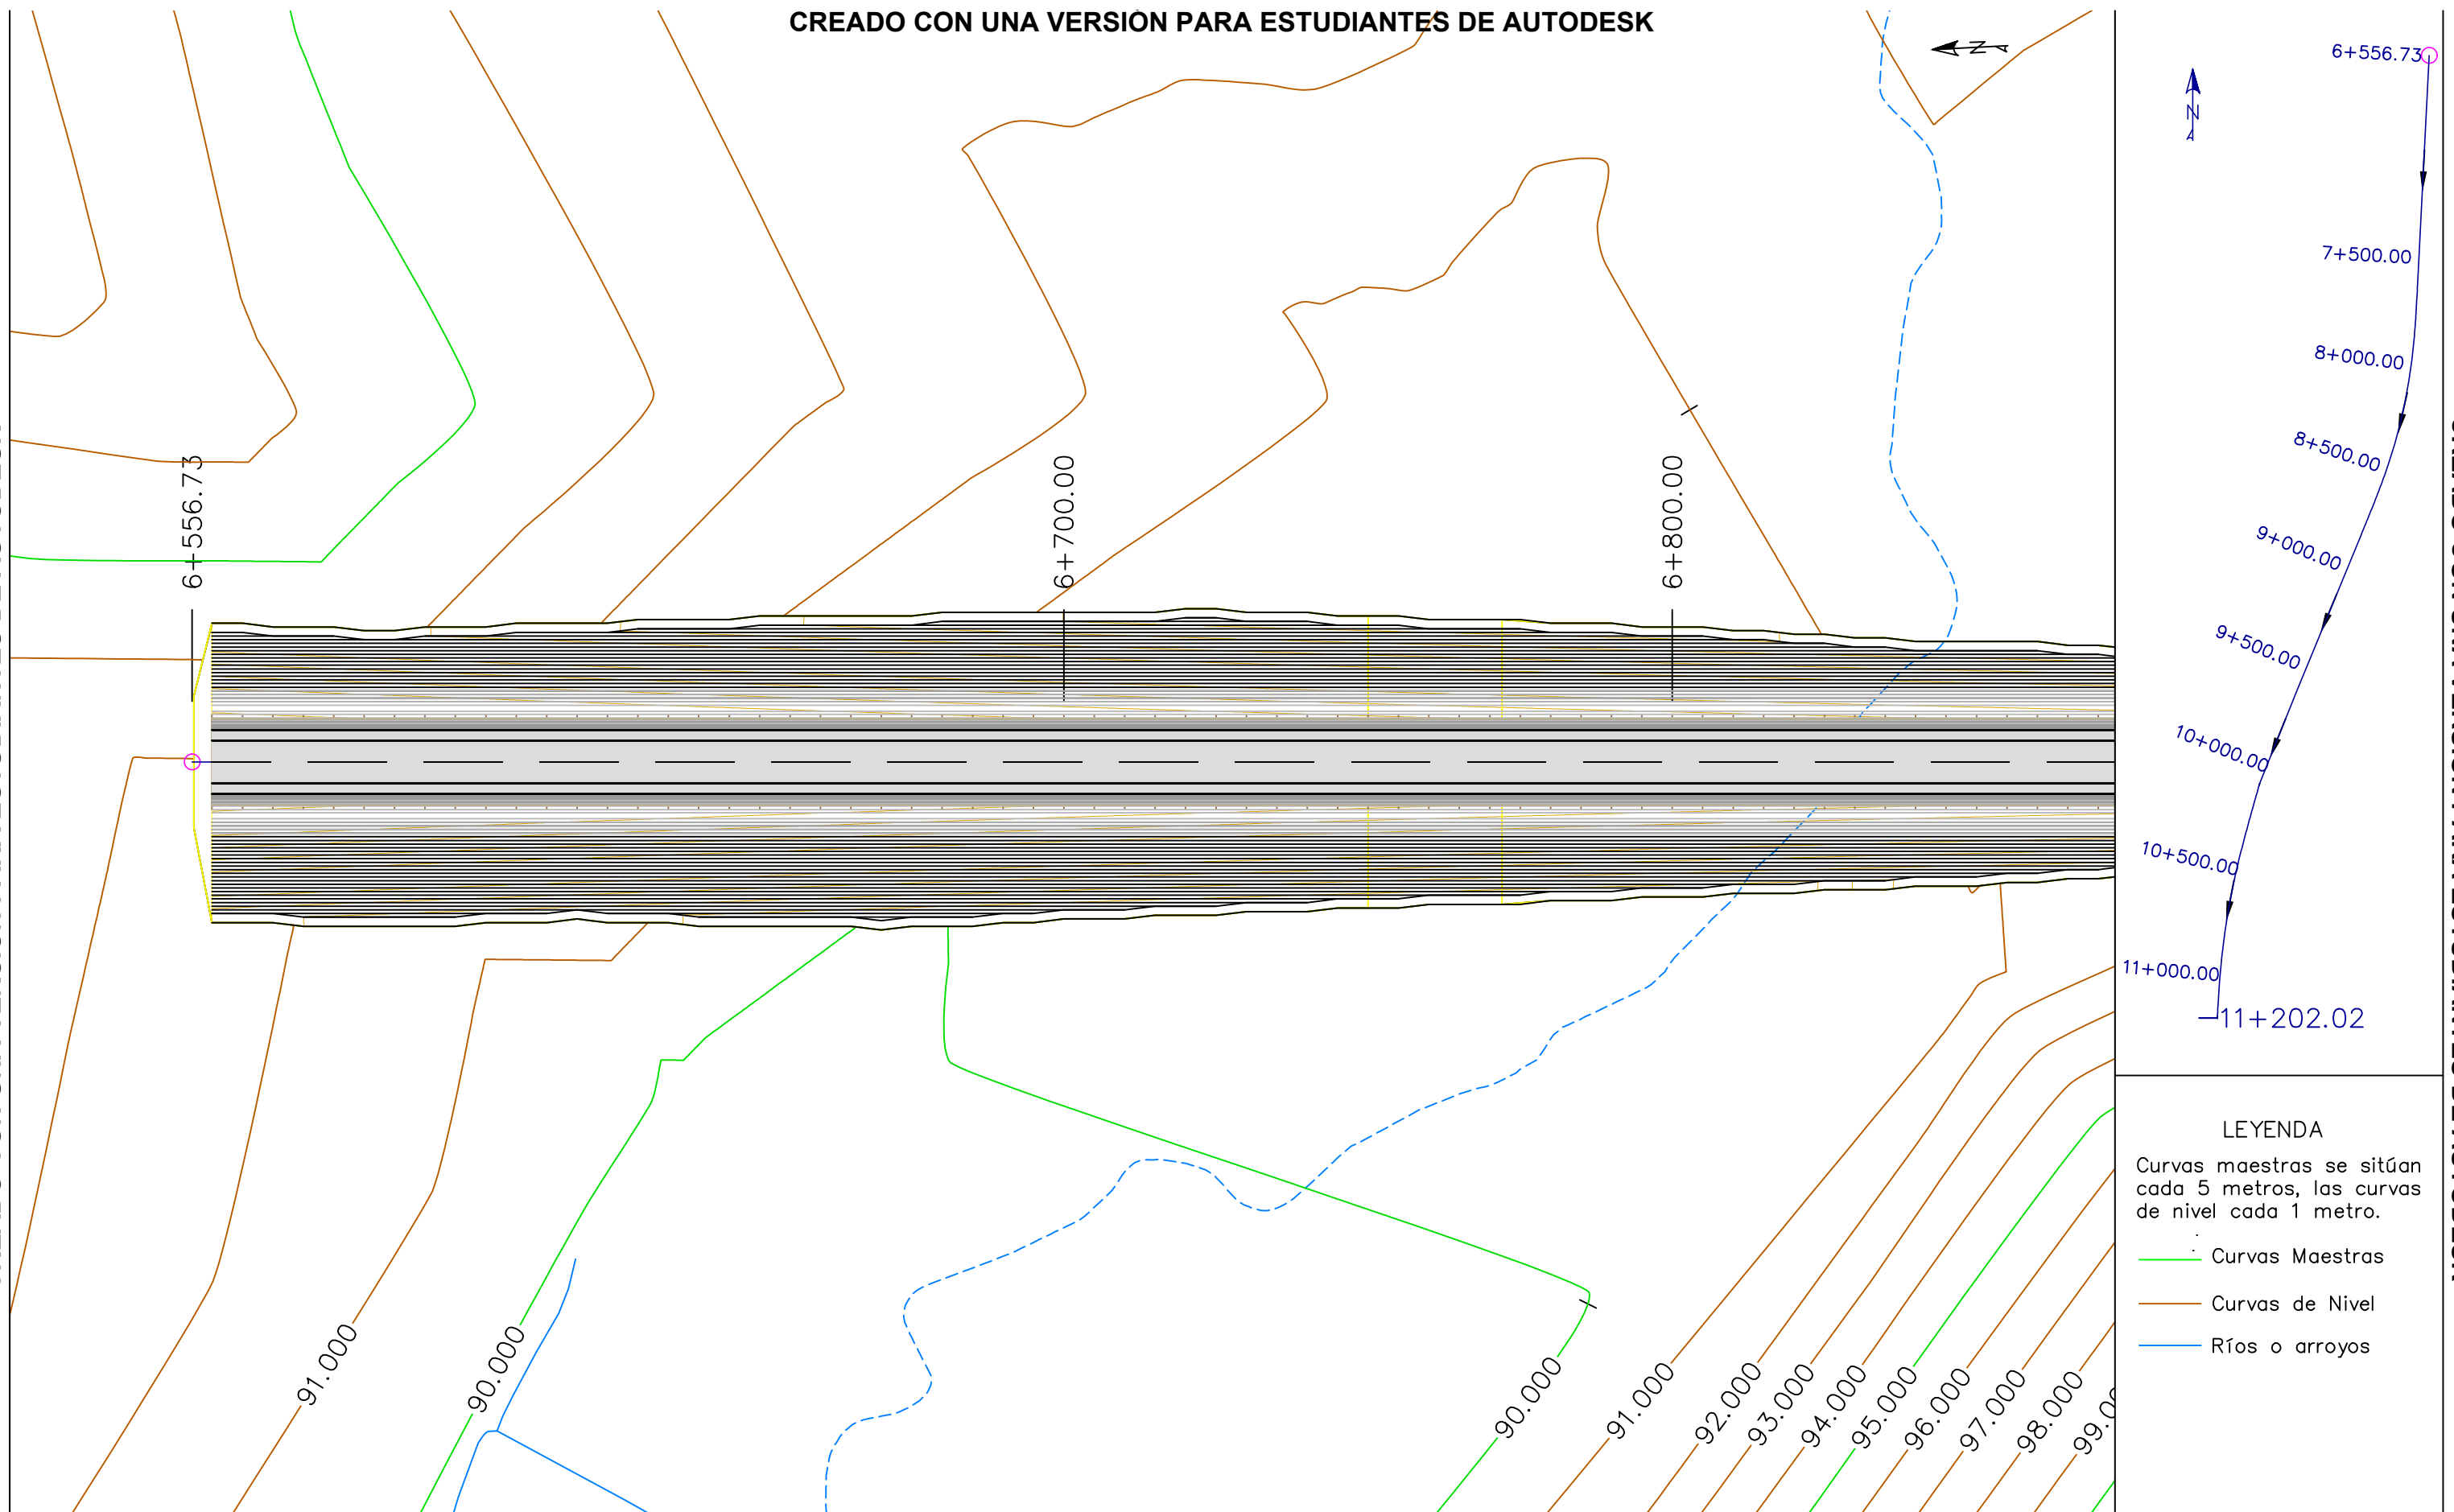 CREADO CON UNA VERSIÓN PARA ESTUDIANTES DE AUTODESK
N
6+556.73
N
7+500.00
8+000.00
8+500.00
9+000.00
9+500.00
10+000.00
10+500.00
11+000.00
11+202.02
6+556.73
6+700.00
6+800.00
91.000
90.000
90.000
91.000
92.000
93.000
94.000
95.000
96.000
97.000
98.000
LEYENDA
Curvas maestras se sitúan
cada 5 metros, las curvas
de nivel cada 1 metro.
Curvas Maestras
Curvas de Nivel
Ríos o arroyos